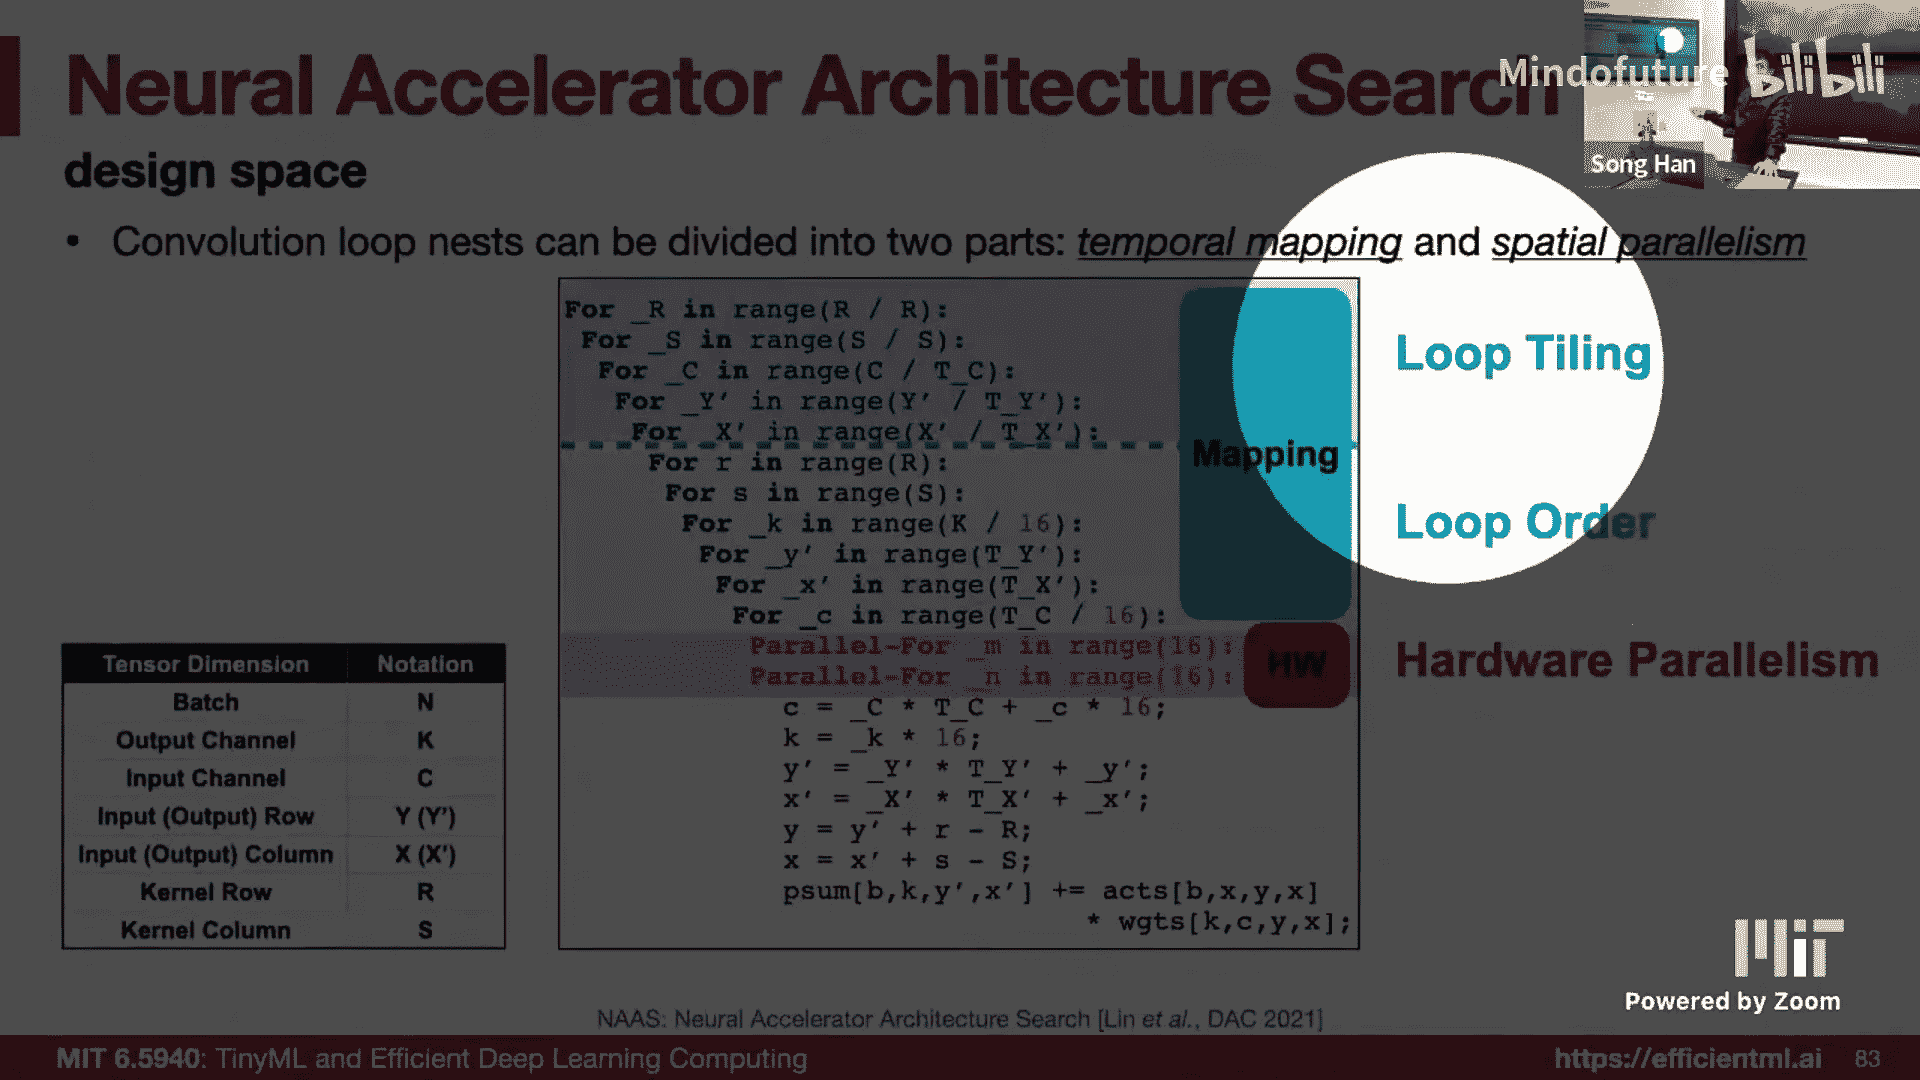 Neural Accelerator Architecture Search
Mindofuture bilibili
Song Han
design space
• Convolution loop nests can be divided into two parts: temporal mapping and spatial parallelism
For _R in range(R / R):
For _S in range(S / S):
For _C in range(C / T_C):
For _Y' in range(Y' / T_Y'):
For _X' in range(X' / T_X'):
For r in range(R):
For s in range(S):
For _k in range(K / 16):
For _y' in range(T_Y'):
For _x' in range(T_X'):
For _c in range(T_C / 16):
Parallel-For _m in range(16):
Parallel-For _n in range(16):
c = _C * T_C + _c * 16;
k = _k * 16;
y' = _Y' * T_Y' + _y';
x' = _X' * T_X' + _x';
y = y' + r - R;
x = x' + s - S;
psum[b,k,y',x'] += acts[b,x,y,x]
* wgts[k,c,y,x];
Mapping
HW
Loop Tiling
Loop Order
Hardware Parallelism
Tensor Dimension Notation
Batch N
Output Channel K
Input Channel C
Input (Output) Row Y (Y')
Input (Output) Column X (X')
Kernel Row R
Kernel Column S
MIT
Powered by Zoom
NAAS: Neural Accelerator Architecture Search [Lin et al., DAC 2021]
MIT 6.5940: TinyML and Efficient Deep Learning Computing
https://efficientml.ai 83